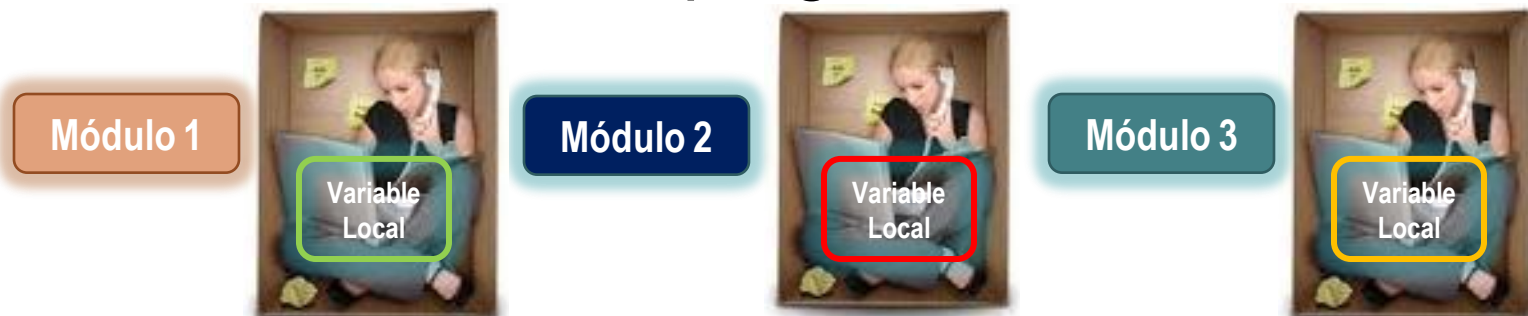 Módulo 1
Variable
Local
Módulo 2
Variable
Local
Módulo 3
Variable
Local